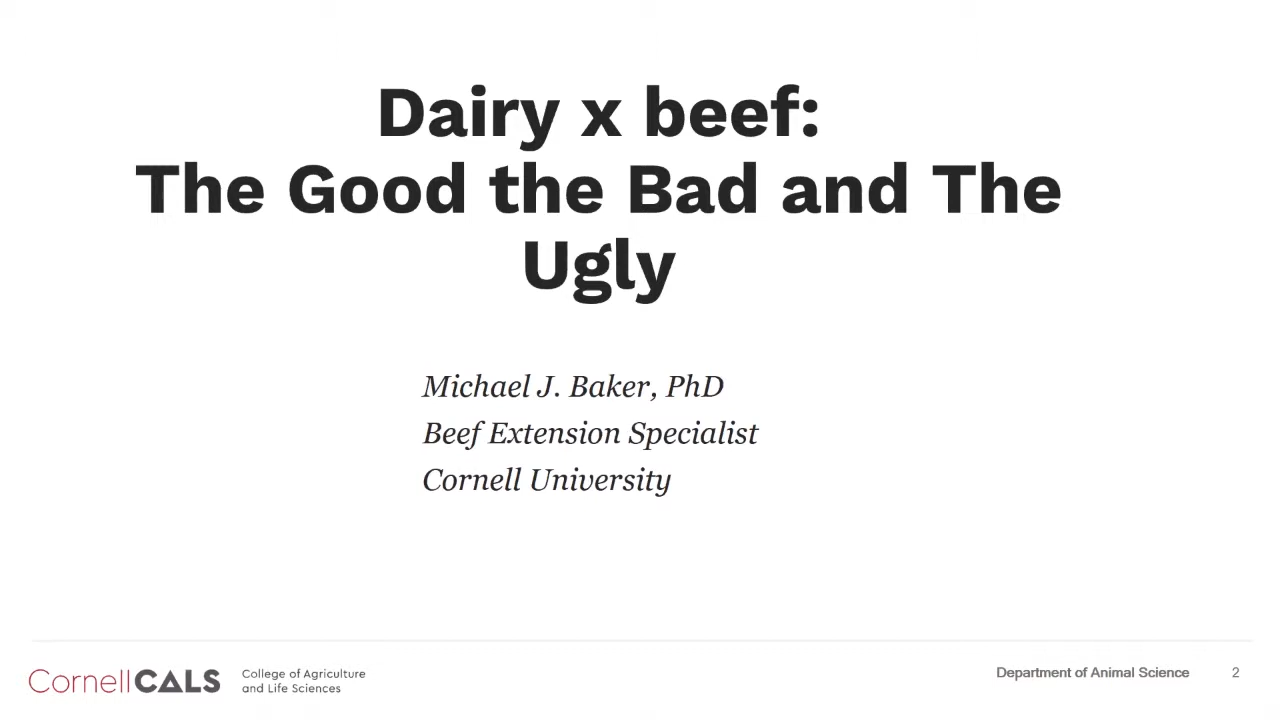 Dairy x beef:
The Good the Bad and The
Ugly
Michael J. Baker, PhD
Beef Extension Specialist
Cornell University
CornellCALS
College of Agriculture
and Life Sciences
Department of Animal Science
2